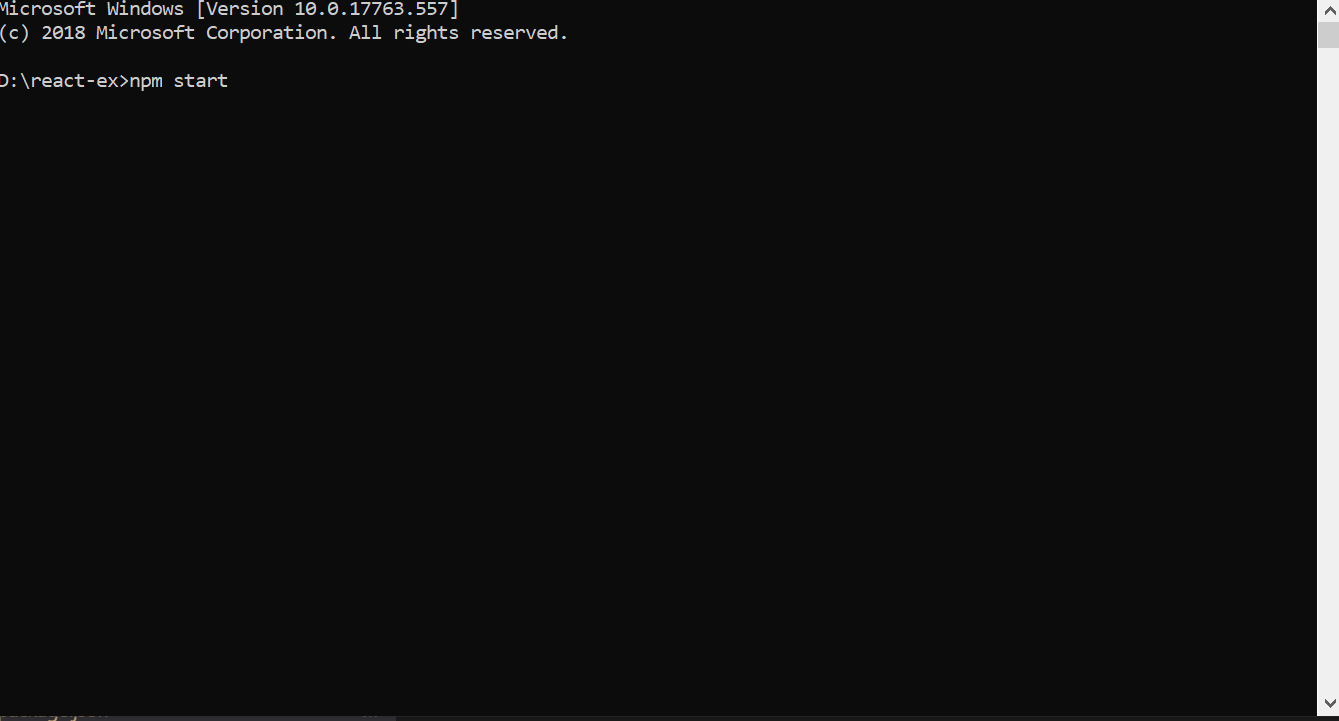 Microsoft Windows [Version 10.0.17763.557]
(c) 2018 Microsoft Corporation. All rights reserved.
D:\react-ex>npm start